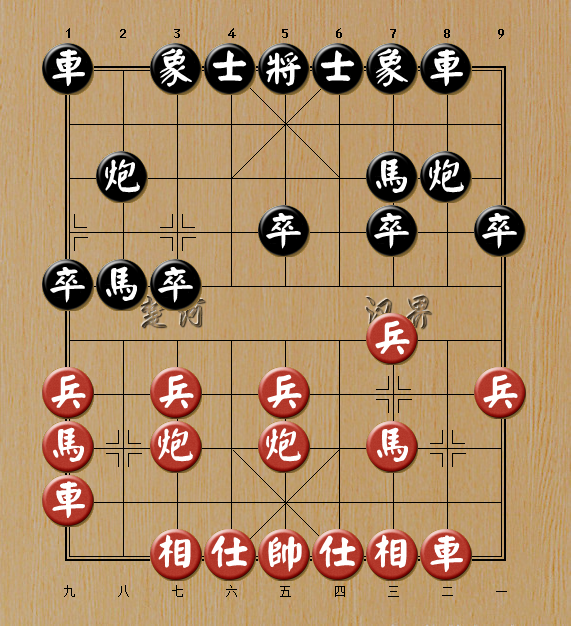 1 2 3 4 5 6 7 8 9
車 象 士 將 士 象 車
炮 馬 炮
卒 卒 卒
卒 馬 卒
楚河 汉界
兵
兵 兵 兵 兵
馬 炮 炮 馬
車
相 仕 帥 仕 相 車
九 八 七 六 五 四 三 二 一